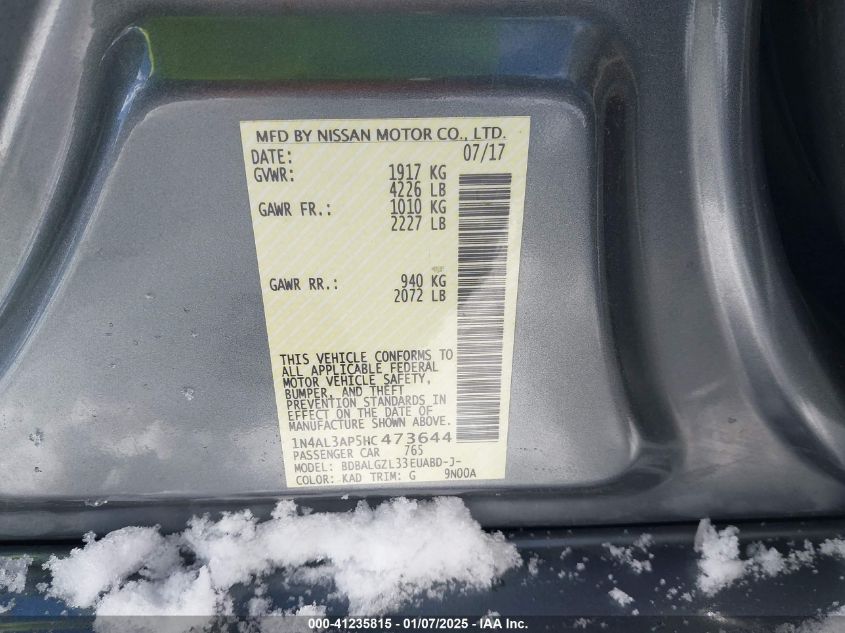 MFD BY NISSAN MOTOR CO., LTD.
DATE: 07/17
GVWR: 1917 KG
4226 LB
GAWR FR.: 1010 KG
2227 LB
GAWR RR.: 940 KG
2072 LB
THIS VEHICLE CONFORMS TO
ALL APPLICABLE FEDERAL
MOTOR VEHICLE SAFETY,
BUMPER, AND THEFT
PREVENTION STANDARDS IN
EFFECT ON THE DATE OF
MANUFACTURE SHOWN ABOVE.
1N4AL3AP5HC473644
PASSENGER CAR 765
MODEL: BDBALGZL33EUABD-J-
COLOR: KAD TRIM: G 9N00A
000-41235815 - 01/07/2025 - IAA Inc.